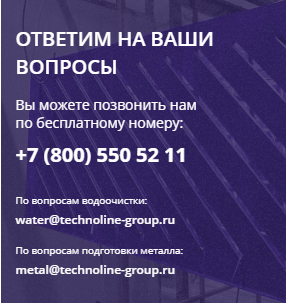 ОТВЕТИМ НА ВАШИ
ВОПРОСЫ
Вы можете позвонить нам
по бесплатному номеру:
+7 (800) 550 52 11
По вопросам водоочистки:
water@technoline-group.ru
По вопросам подготовки металла:
metal@technoline-group.ru